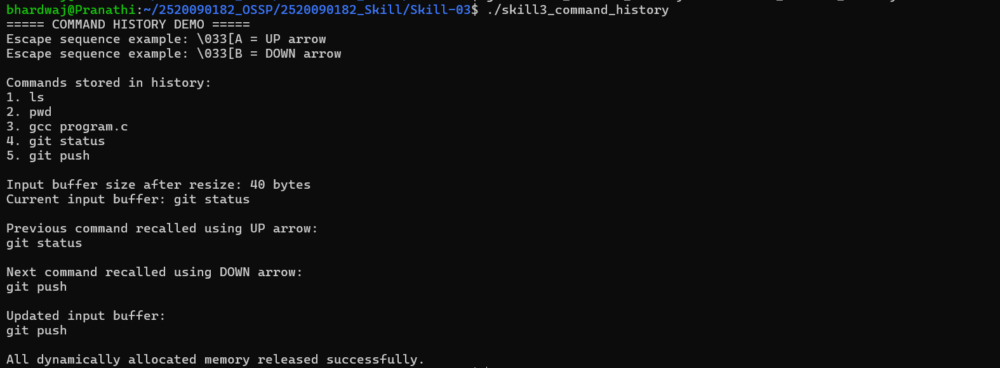 bhardwaj@Pranathi:~/2520090182_OSSP/2520090182_Skill/Skill-03$ ./skill3_command_history
===== COMMAND HISTORY DEMO =====
Escape sequence example: \033[A = UP arrow
Escape sequence example: \033[B = DOWN arrow
Commands stored in history:
1. ls
2. pwd
3. gcc program.c
4. git status
5. git push
Input buffer size after resize: 40 bytes
Current input buffer: git status
Previous command recalled using UP arrow:
git status
Next command recalled using DOWN arrow:
git push
Updated input buffer:
git push
All dynamically allocated memory released successfully.